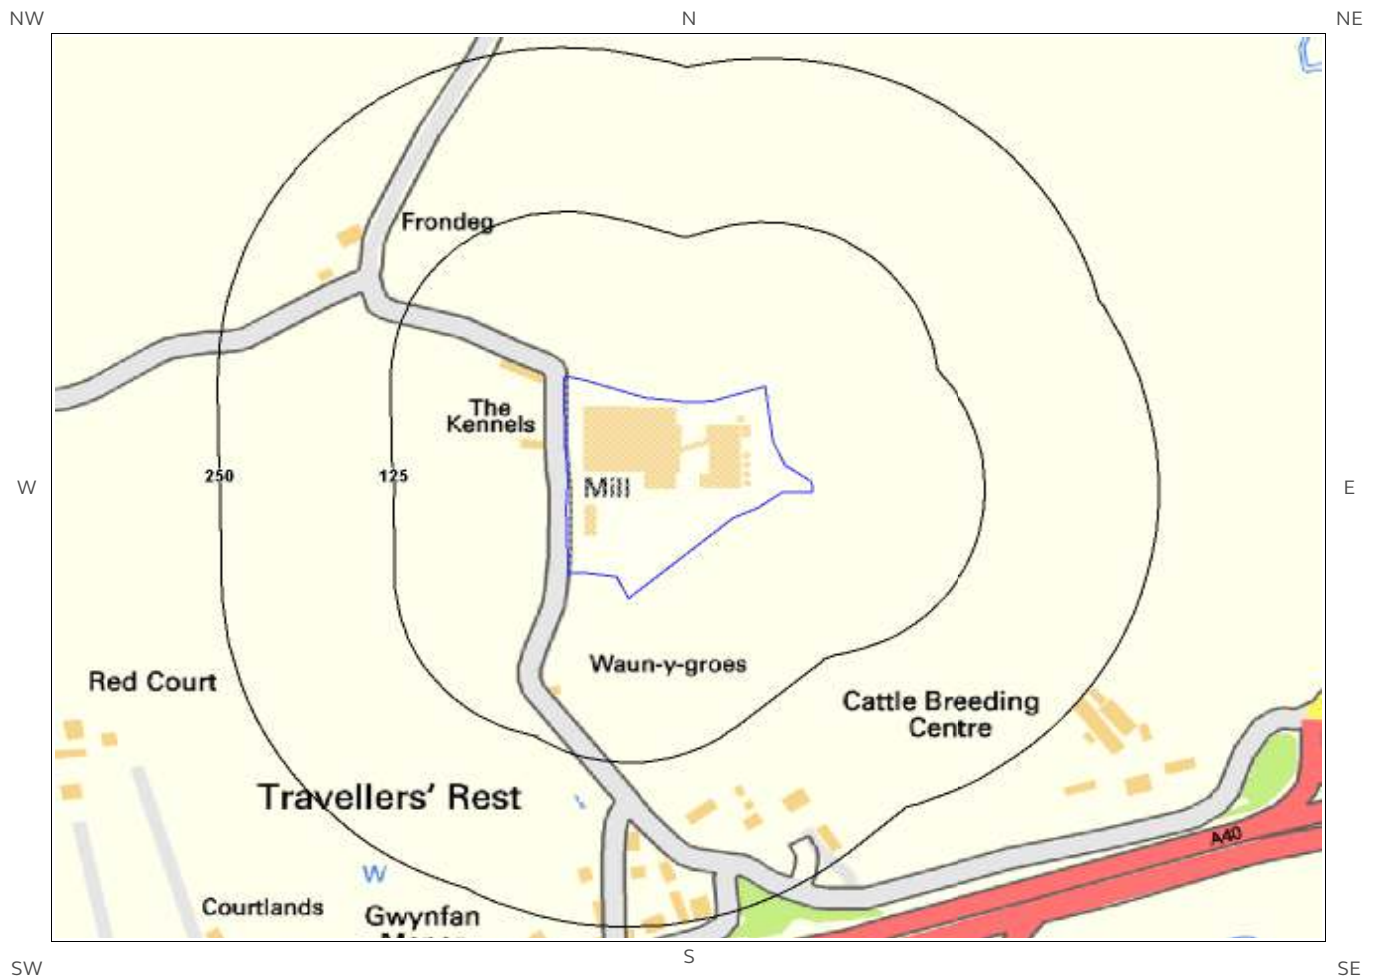 NW
N
NE
Frondeg
The
Kennels
250
125
W
Mill
E
Waun-y-groes
Red Court
Cattle Breeding
Centre
Travellers' Rest
A40
W
Courtlands
Gwynfan
SW
S
SE